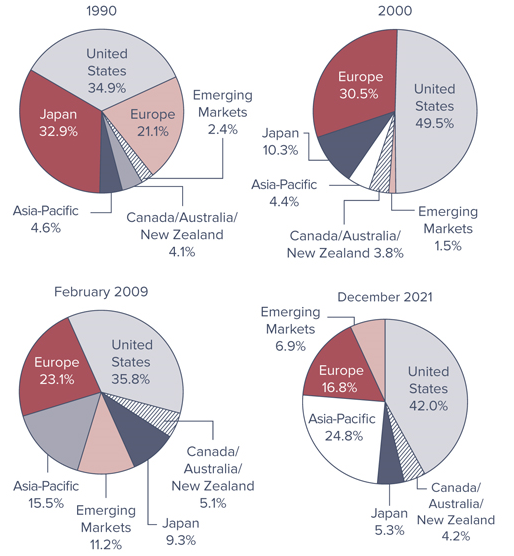 1990
United
States
34.9%
Japan
32.9%
Europe
21.1%
Emerging
Markets
2.4%
Asia-Pacific
4.6%
Canada/Australia/
New Zealand
4.1%
2000
Europe
30.5%
United
States
49.5%
Japan
10.3%
Asia-Pacific
4.4%
Canada/Australia/
New Zealand 3.8%
Emerging
Markets
1.5%
February 2009
United
States
35.8%
Europe
23.1%
Asia-Pacific
15.5%
Emerging
Markets
11.2%
Japan
9.3%
Canada/
Australia/
New Zealand
5.1%
December 2021
Emerging
Markets
6.9%
Europe
16.8%
United
States
42.0%
Asia-Pacific
24.8%
Japan
5.3%
Canada/
Australia/
New Zealand
4.2%